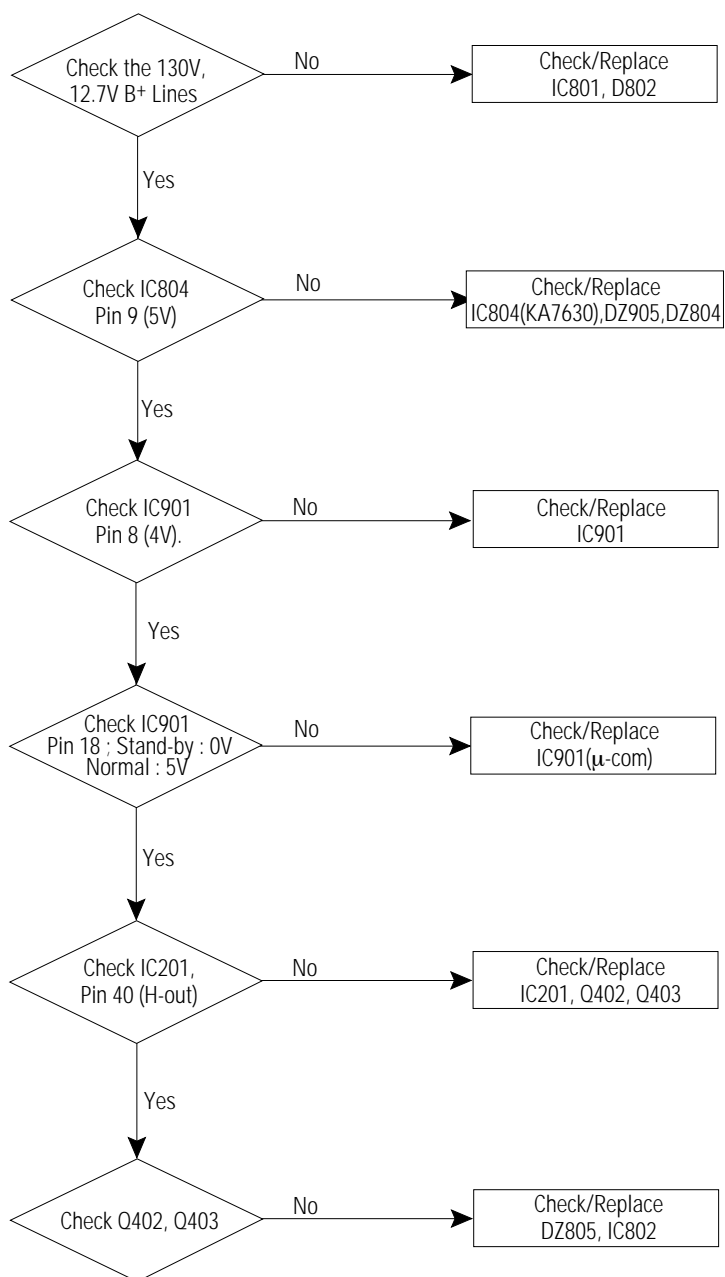 Check the 130V,
12.7V B+ Lines
No
Check/Replace
IC801, D802
Yes
Check IC804
Pin 9 (5V)
No
Check/Replace
IC804(KA7630),DZ905,DZ804
Yes
Check IC901
Pin 8 (4V).
No
Check/Replace
IC901
Yes
Check IC901
Pin 18 ; Stand-by : 0V
Normal : 5V
No
Check/Replace
IC901(µ-com)
Yes
Check IC201,
Pin 40 (H-out)
No
Check/Replace
IC201, Q402, Q403
Yes
Check Q402, Q403
No
Check/Replace
DZ805, IC802